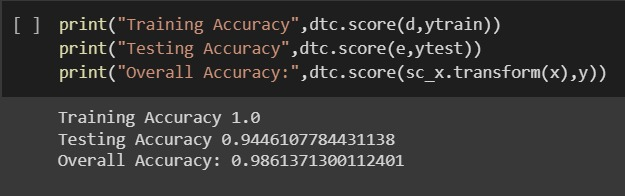 [ ] print("Training Accuracy",dtc.score(d,ytrain))
print("Testing Accuracy",dtc.score(e,ytest))
print("Overall Accuracy:",dtc.score(sc_x.transform(x),y))
Training Accuracy 1.0
Testing Accuracy 0.9446107784431138
Overall Accuracy: 0.9861371300112401